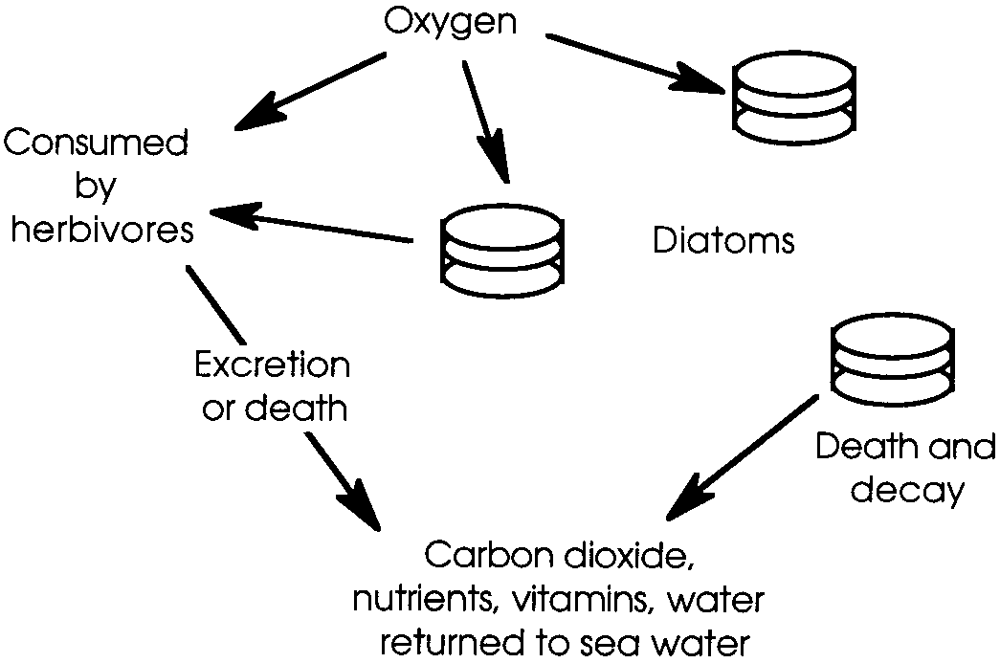 Oxygen
Consumed
by
herbivores
Diatoms
Excretion
or death
Death and
decay
Carbon dioxide,
nutrients, vitamins, water
returned to sea water